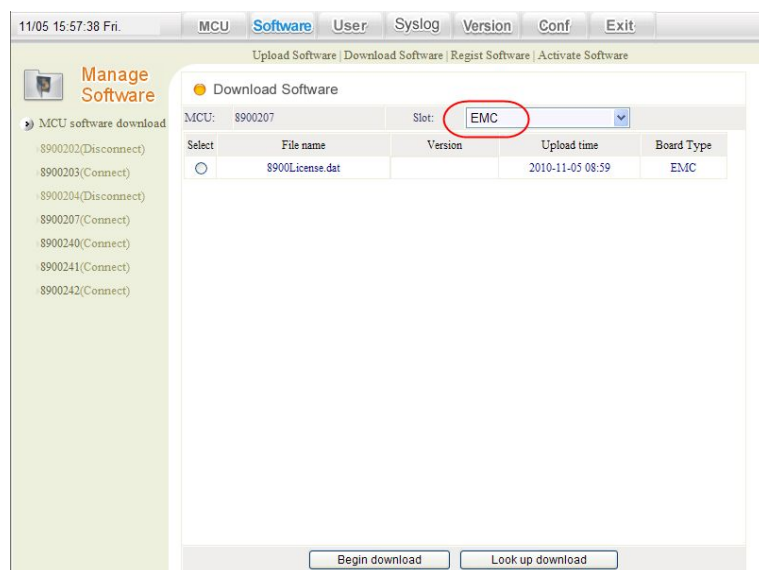 11/05 15:57:38 Fri.
MCU Software User Syslog Version Conf Exit
Upload Software | Download Software | Regist Software | Activate Software
Manage
Software
MCU software download
8900202(Disconnect)
8900203(Connect)
8900204(Disconnect)
8900207(Connect)
8900240(Connect)
8900241(Connect)
8900242(Connect)
Download Software
MCU: 8900207 Slot: EMC
Select File name Version Upload time Board Type
8900License.dat 2010-11-05 08:59 EMC
Begin download Look up download